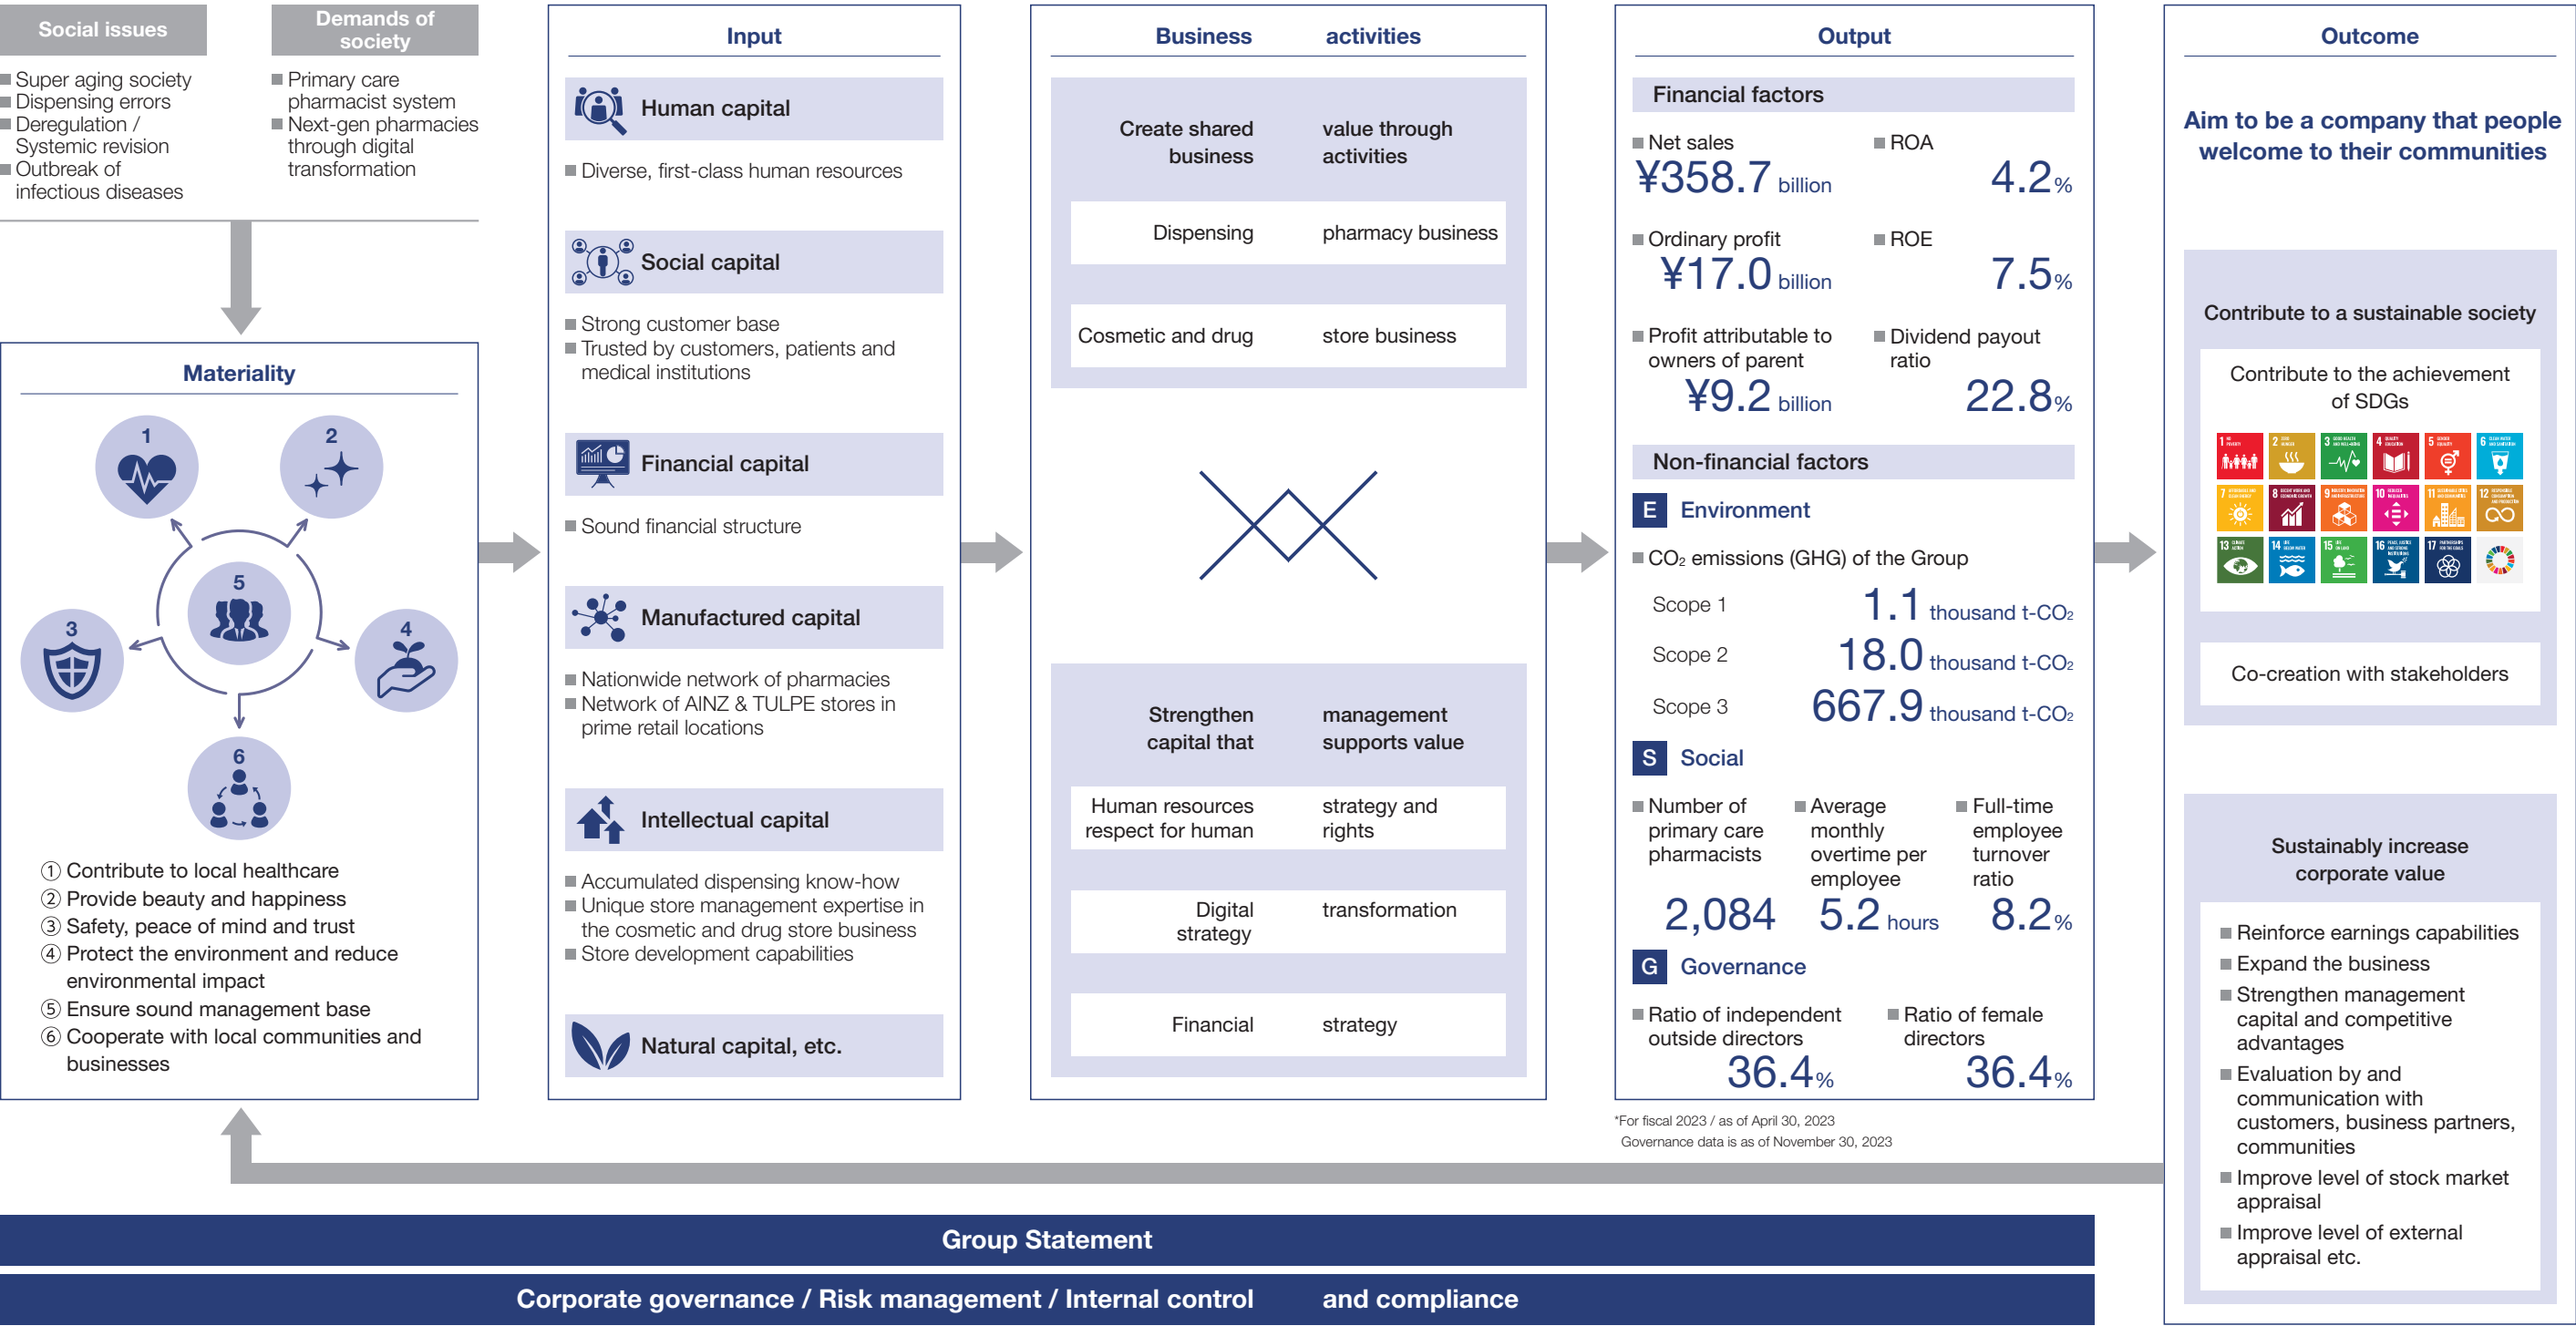 Social issues
Super aging society
Dispensing errors
Deregulation /
Systemic revision
Outbreak of
infectious diseases
Demands of
society
Primary care
pharmacist system
Next-gen pharmacies
through digital
transformation
Materiality
1
2
3
4
5
6
① Contribute to local healthcare
② Provide beauty and happiness
③ Safety, peace of mind and trust
④ Protect the environment and reduce
environmental impact
⑤ Ensure sound management base
⑥ Cooperate with local communities and
businesses
Input
Human capital
Diverse, first-class human resources
Social capital
Strong customer base
Trusted by customers, patients and
medical institutions
Financial capital
Sound financial structure
Manufactured capital
Nationwide network of pharmacies
Network of AINZ & TULPE stores in
prime retail locations
Intellectual capital
Accumulated dispensing know-how
Unique store management expertise in
the cosmetic and drug store business
Store development capabilities
Natural capital, etc.
Business activities
Create shared value through
business activities
Dispensing pharmacy business
Cosmetic and drug store business
Strengthen management
capital that supports value
Human resources strategy and
respect for human rights
Digital transformation
strategy
Financial strategy
Output
Financial factors
Net sales
¥358.7 billion
ROA
4.2%
Ordinary profit
¥17.0 billion
ROE
7.5%
Profit attributable to
owners of parent
¥9.2 billion
Dividend payout
ratio
22.8%
Non-financial factors
E Environment
CO₂ emissions (GHG) of the Group
Scope 1 1.1 thousand t-CO₂
Scope 2 18.0 thousand t-CO₂
Scope 3 667.9 thousand t-CO₂
S Social
Number of
primary care
pharmacists
2,084
Average
monthly
overtime per
employee
5.2 hours
Full-time
employee
turnover
ratio
8.2%
G Governance
Ratio of independent
outside directors
36.4%
Ratio of female
directors
36.4%
*For fiscal 2023 / as of April 30, 2023
Governance data is as of November 30, 2023
Outcome
Aim to be a company that people
welcome to their communities
Contribute to a sustainable society
Contribute to the achievement
of SDGs
1
2
3
4
5
6
7
8
9
10
11
12
13
14
15
16
17
Co-creation with stakeholders
Sustainably increase
corporate value
Reinforce earnings capabilities
Expand the business
Strengthen management
capital and competitive
advantages
Evaluation by and
communication with
customers, business partners,
communities
Improve level of stock market
appraisal
Improve level of external
appraisal etc.
Group Statement
Corporate governance / Risk management / Internal control and compliance